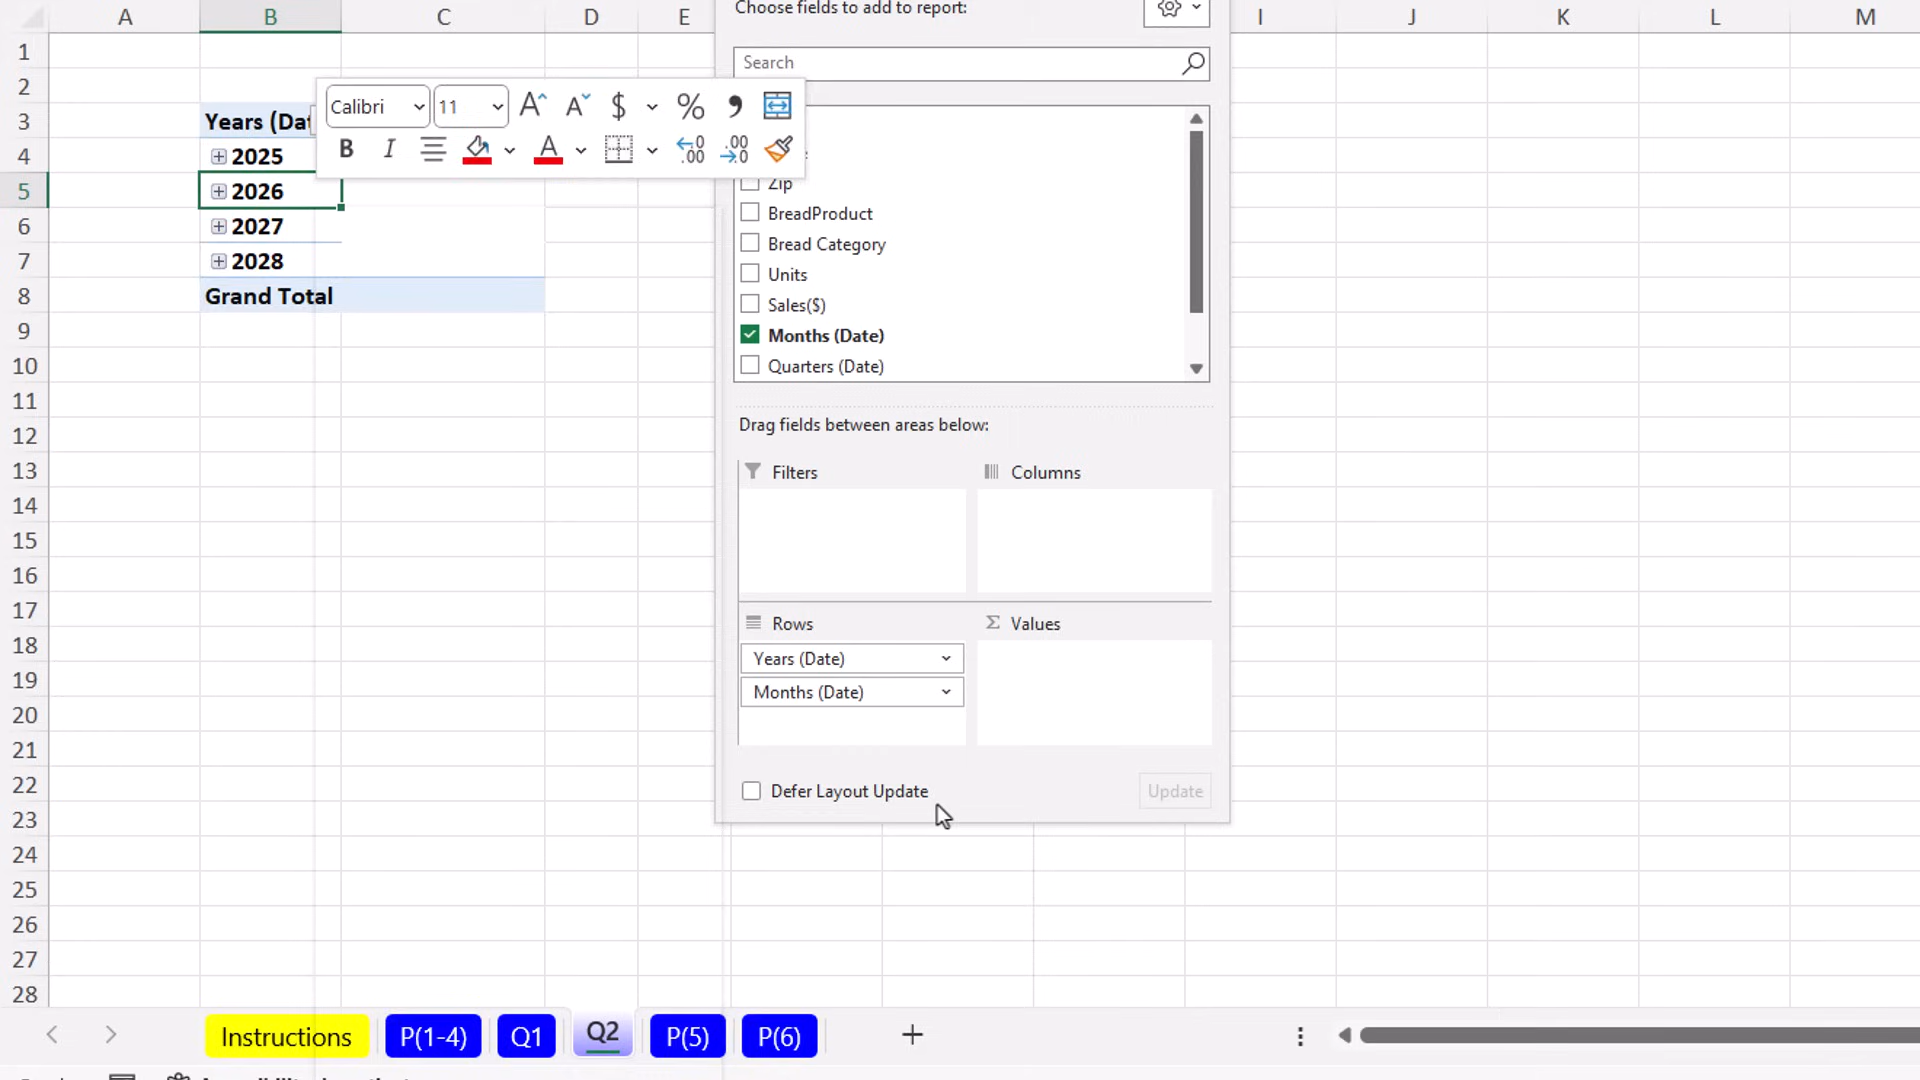 A B C D E I J K L M
Choose fields to add to report:
1
Search
2
Calibri 11 A A $ % ,
3 Years (Dat
B I A .00 .00
4 2025
5 2026
Zip
6 2027
BreadProduct
7 2028
Bread Category
8 Grand Total
Units
9
Sales($)
Months (Date)
10
Quarters (Date)
11
12
Drag fields between areas below:
13
Filters Columns
14
15
16
17
18
Rows Values
19
Years (Date)
Months (Date)
20
21
22
Defer Layout Update Update
23
24
25
26
27
28
Instructions P(1-4) Q1 Q2 P(5) P(6)